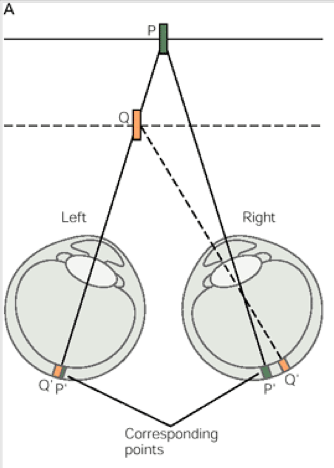 A
P
Q
Left
Right
Q' P'
P' Q'
Corresponding
points